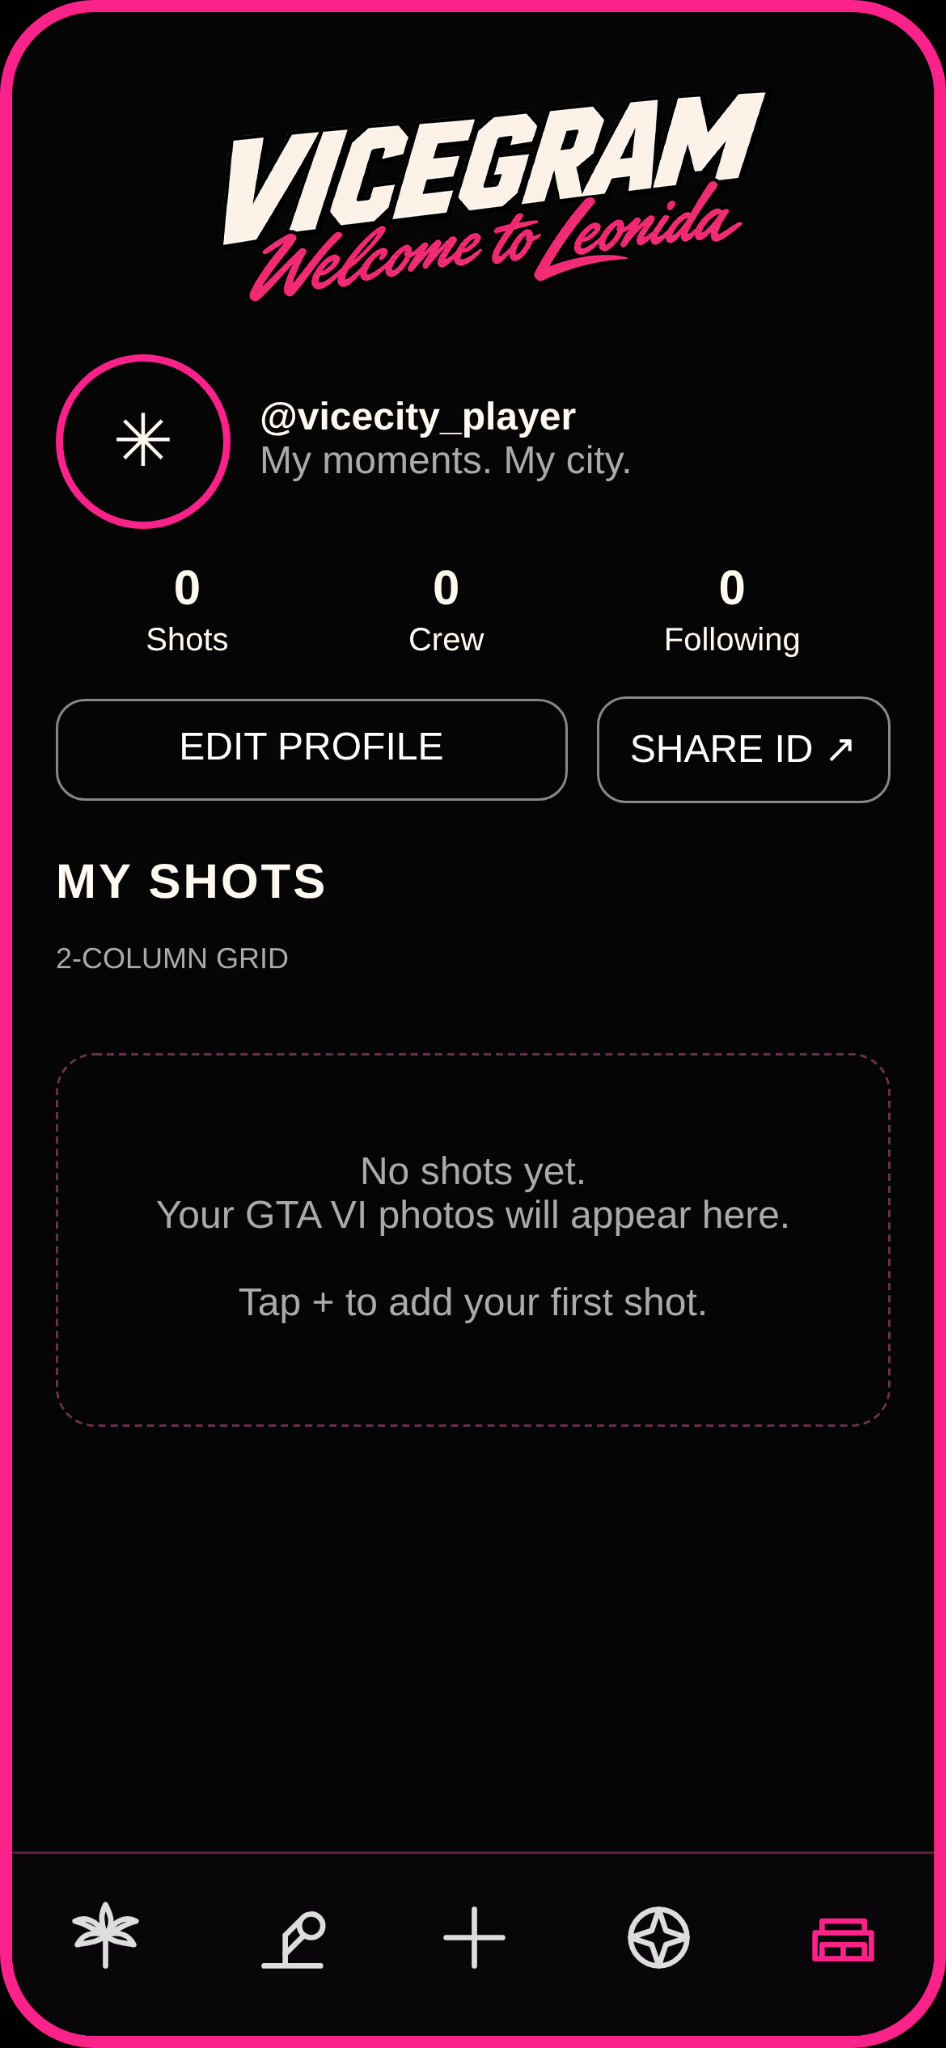 VICEGRAM
Welcome to Leonida
@vicecity_player
My moments. My city.
0 0 0
Shots Crew Following
EDIT PROFILE SHARE ID ↗
MY SHOTS
2-COLUMN GRID
No shots yet.
Your GTA VI photos will appear here.
Tap + to add your first shot.